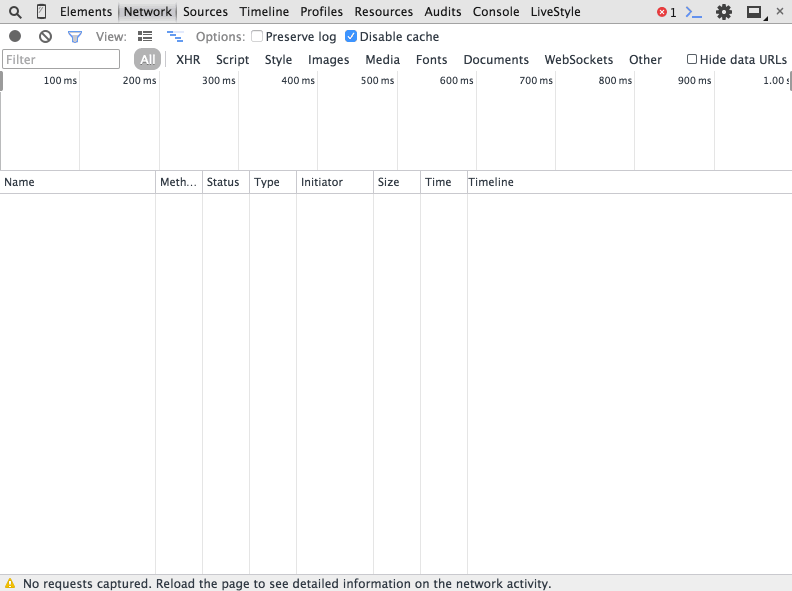 Elements Network Sources Timeline Profiles Resources Audits Console LiveStyle 1
View: Options: Preserve log Disable cache
Filter All XHR Script Style Images Media Fonts Documents WebSockets Other Hide data URLs
100 ms 200 ms 300 ms 400 ms 500 ms 600 ms 700 ms 800 ms 900 ms 1.00
Name Meth... Status Type Initiator Size Time Timeline
No requests captured. Reload the page to see detailed information on the network activity.